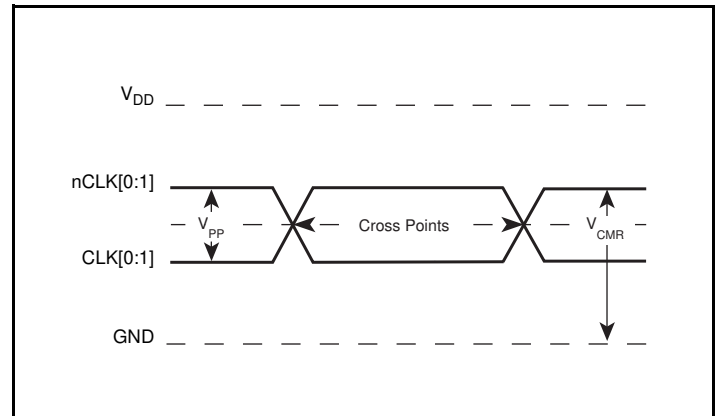 VDD
nCLK[0:1]
VPP
Cross Points
VCMR
CLK[0:1]
GND